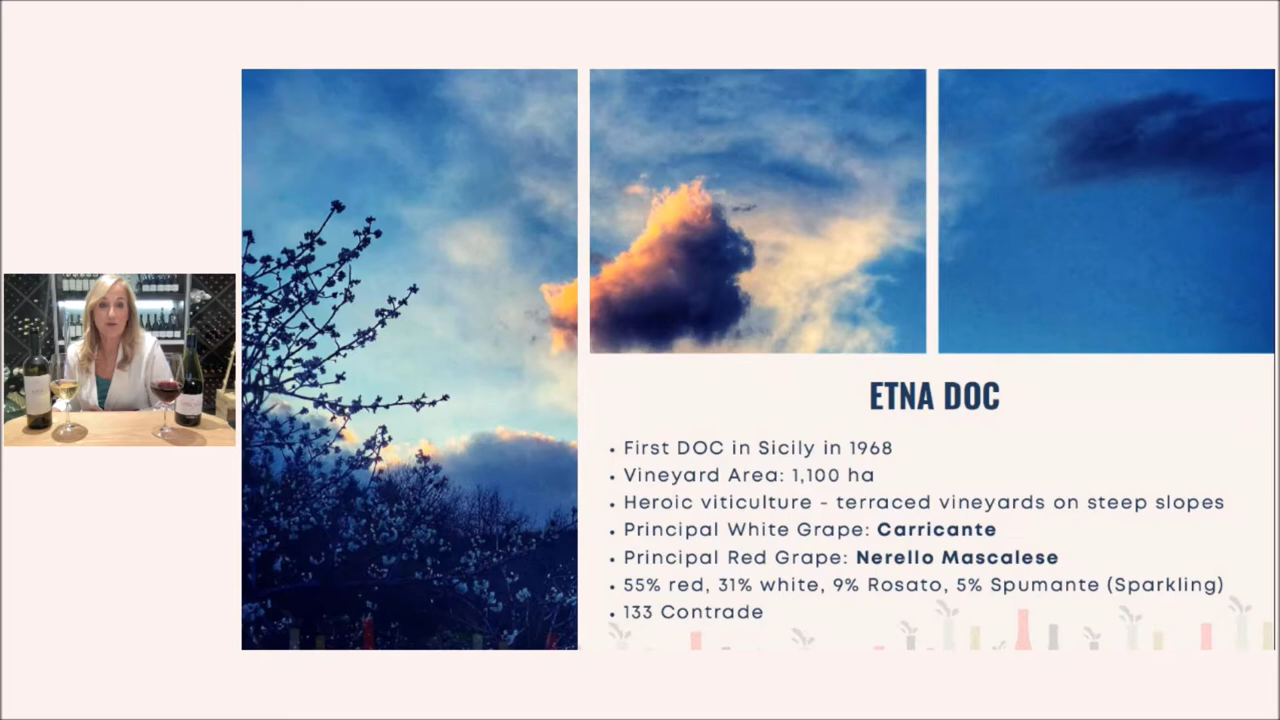 ETNA DOC
• First DOC in Sicily in 1968
• Vineyard Area: 1,100 ha
• Heroic viticulture - terraced vineyards on steep slopes
• Principal White Grape: Carricante
• Principal Red Grape: Nerello Mascalese
• 55% red, 31% white, 9% Rosato, 5% Spumante (Sparkling)
• 133 Contrade